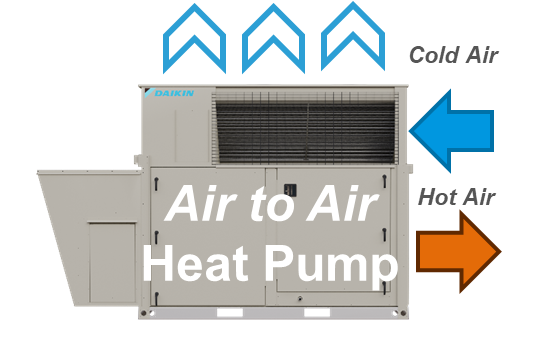 Cold Air
DAIKIN
Hot Air
Air to Air
Heat Pump